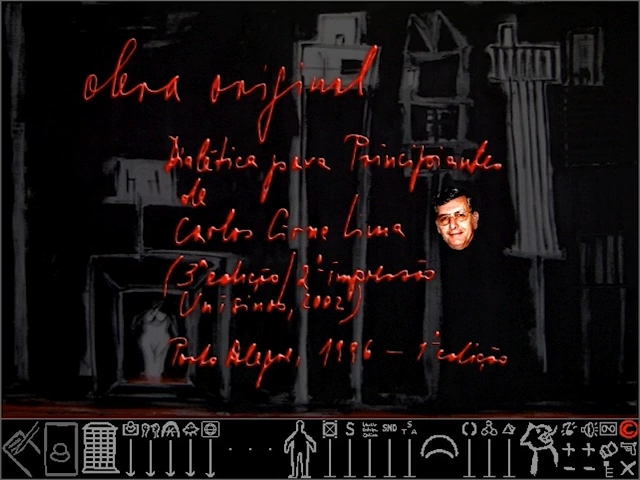 obra original
Dialética para Principiantes
de
Carlos Cirne Lima
(3ª edição / 2ª impressão
Unisinos, 2002)
Porto Alegre, 1996 - 1ª edição
S SND
©